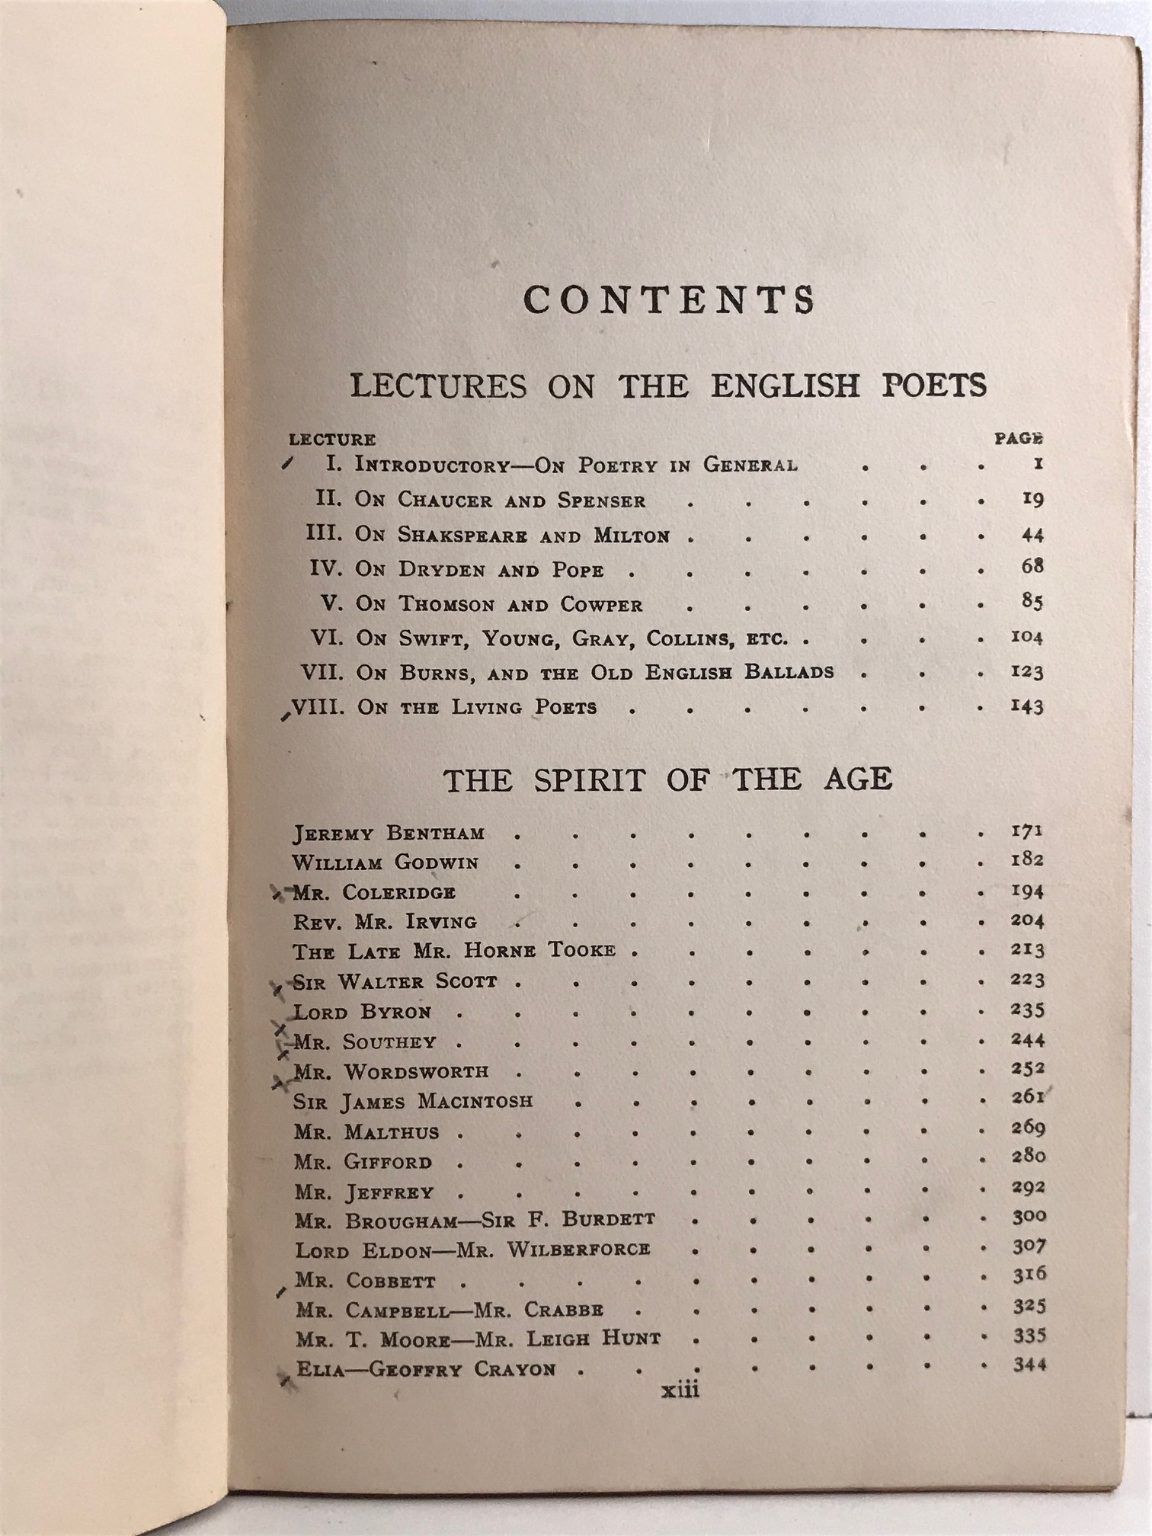 CONTENTS
LECTURES ON THE ENGLISH POETS
LECTURE PAGE
I. INTRODUCTORY—ON POETRY IN GENERAL . . . 1
II. ON CHAUCER AND SPENSER . . . . . . 19
III. ON SHAKSPEARE AND MILTON . . . . . . 44
IV. ON DRYDEN AND POPE . . . . . . . 68
V. ON THOMSON AND COWPER . . . . . . 85
VI. ON SWIFT, YOUNG, GRAY, COLLINS, ETC. . . . . 104
VII. ON BURNS, AND THE OLD ENGLISH BALLADS . . . 123
VIII. ON THE LIVING POETS . . . . . . . 143
THE SPIRIT OF THE AGE
JEREMY BENTHAM . . . . . . . . . 171
WILLIAM GODWIN . . . . . . . . . 182
MR. COLERIDGE . . . . . . . . . 194
REV. MR. IRVING . . . . . . . . . 204
THE LATE MR. HORNE TOOKE . . . . . . . 213
SIR WALTER SCOTT . . . . . . . . . 223
LORD BYRON . . . . . . . . . . 235
MR. SOUTHEY . . . . . . . . . . 244
MR. WORDSWORTH . . . . . . . . . 252
SIR JAMES MACINTOSH . . . . . . . . 261
MR. MALTHUS . . . . . . . . . . 269
MR. GIFFORD . . . . . . . . . . 280
MR. JEFFREY . . . . . . . . . . 292
MR. BROUGHAM—SIR F. BURDETT . . . . . . 300
LORD ELDON—MR. WILBERFORCE . . . . . . 307
MR. COBBETT . . . . . . . . . . 316
MR. CAMPBELL—MR. CRABBE . . . . . . . 325
MR. T. MOORE—MR. LEIGH HUNT . . . . . . 335
ELIA—GEOFFRY CRAYON . . . . . . . . 344
xiii